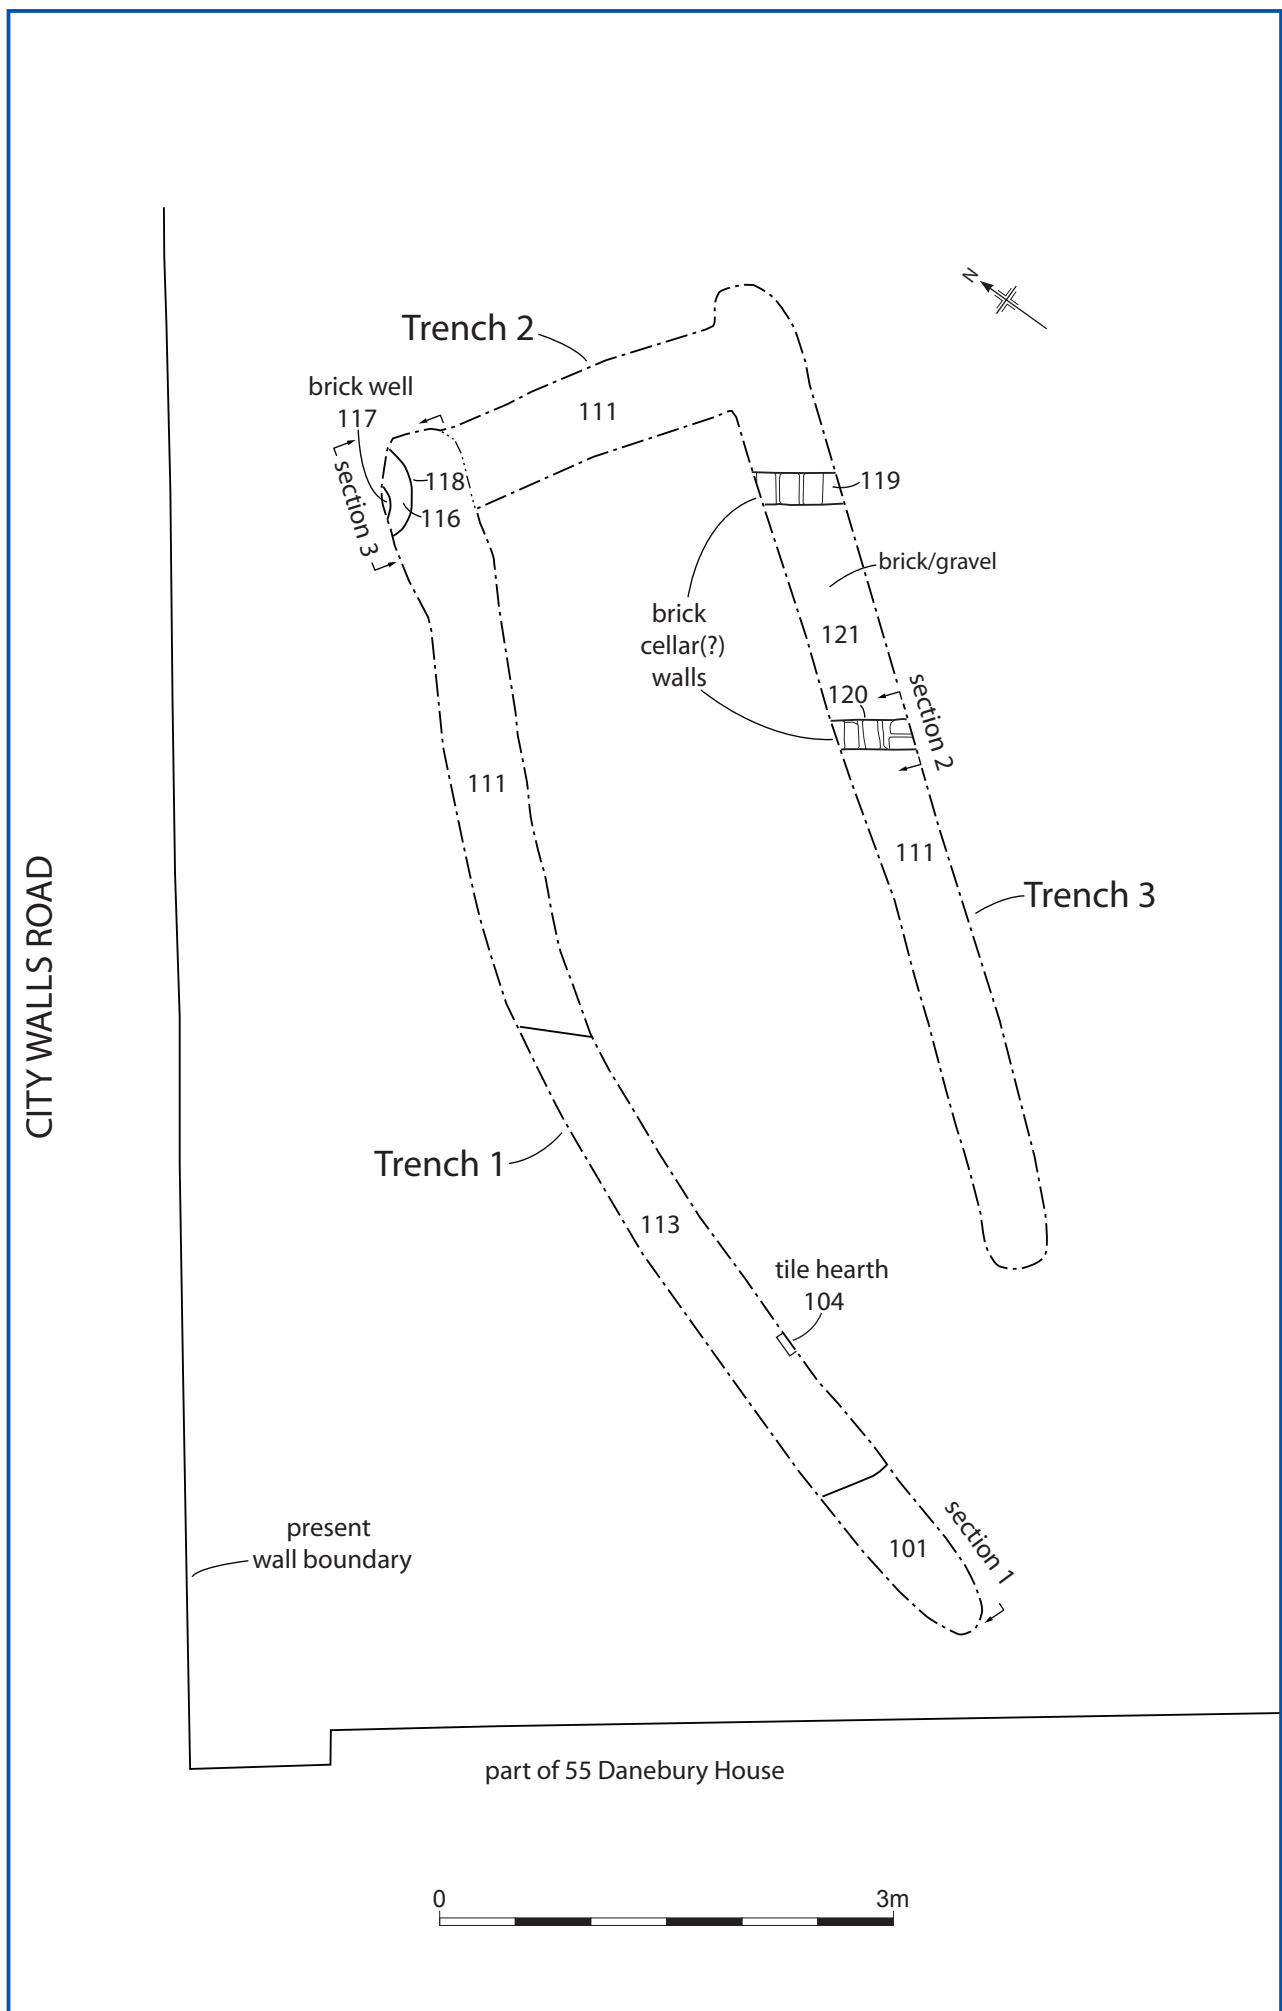 N
Trench 2
brick well
117
111
118
116
section 3
119
brick/gravel
brick
cellar(?)
walls
121
120
section 2
111
111
Trench 3
CITY WALLS ROAD
Trench 1
113
tile hearth
104
section 1
101
present
wall boundary
part of 55 Danebury House
0 3m